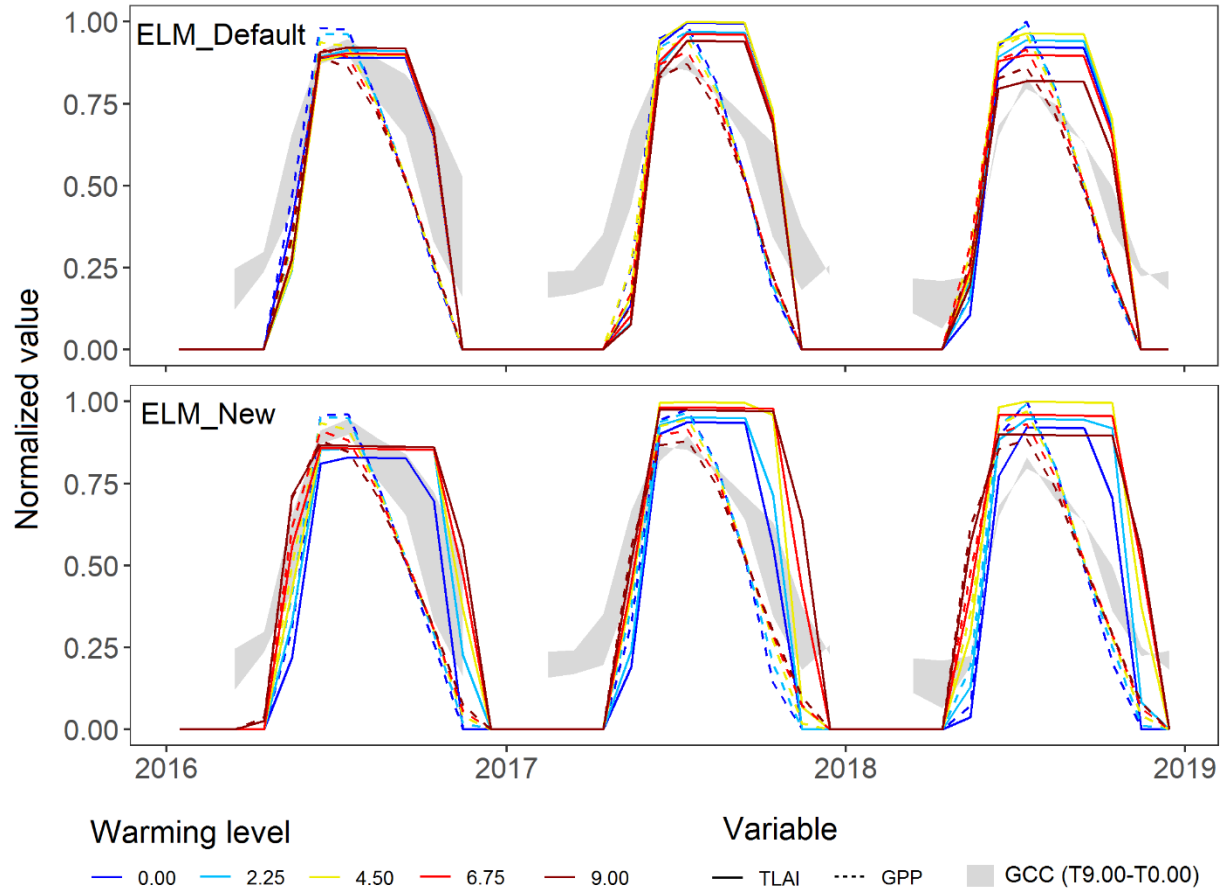 ELM_Default
1.00
0.75
0.50
0.25
0.00
ELM_New
1.00
0.75
0.50
0.25
0.00
Normalized value
2016 2017 2018 2019
Warming level Variable
0.00 2.25 4.50 6.75 9.00 TLAI GPP GCC (T9.00-T0.00)